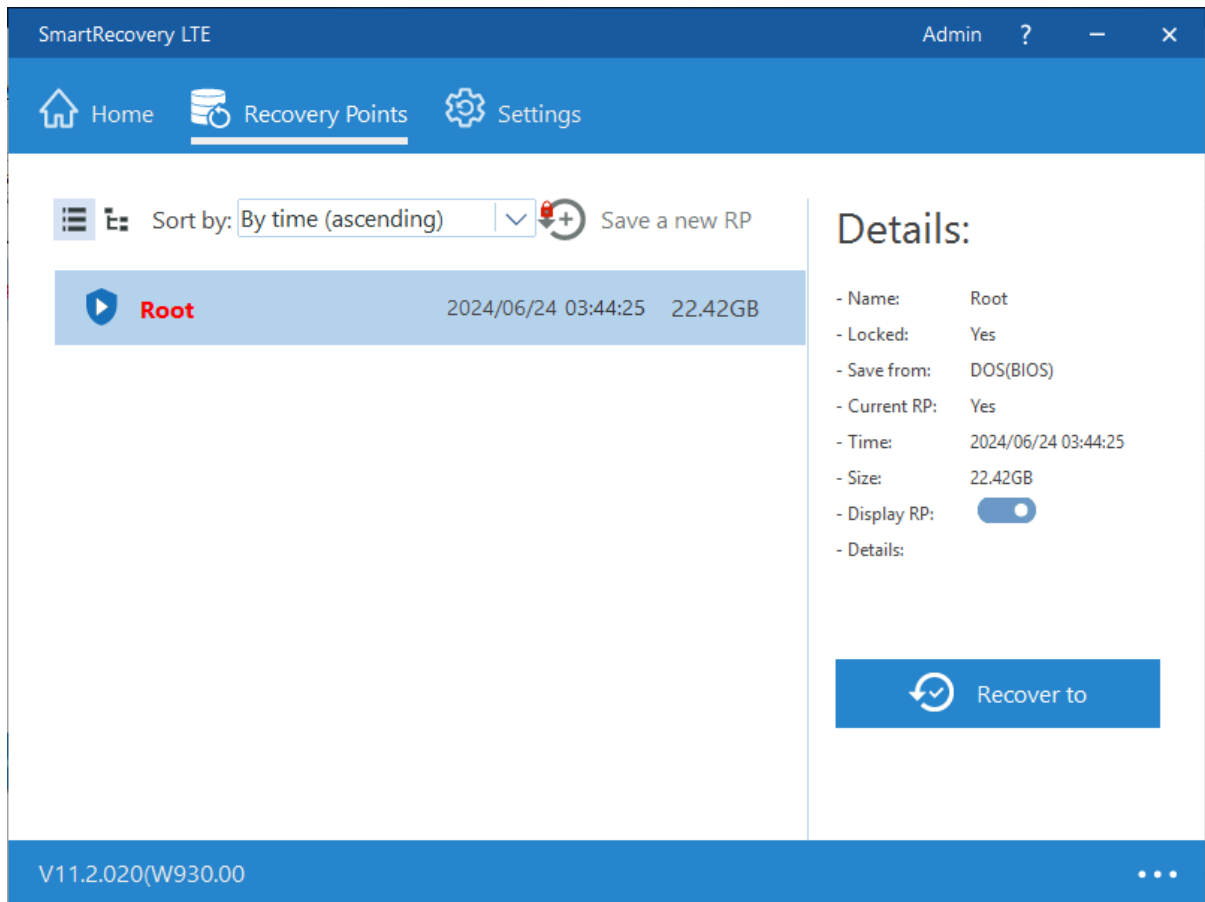 SmartRecovery LTE Admin ? – ×
Home Recovery Points Settings
Sort by: By time (ascending) Save a new RP
Root 2024/06/24 03:44:25 22.42GB
Details:
- Name: Root
- Locked: Yes
- Save from: DOS(BIOS)
- Current RP: Yes
- Time: 2024/06/24 03:44:25
- Size: 22.42GB
- Display RP:
- Details:
Recover to
V11.2.020(W930.00